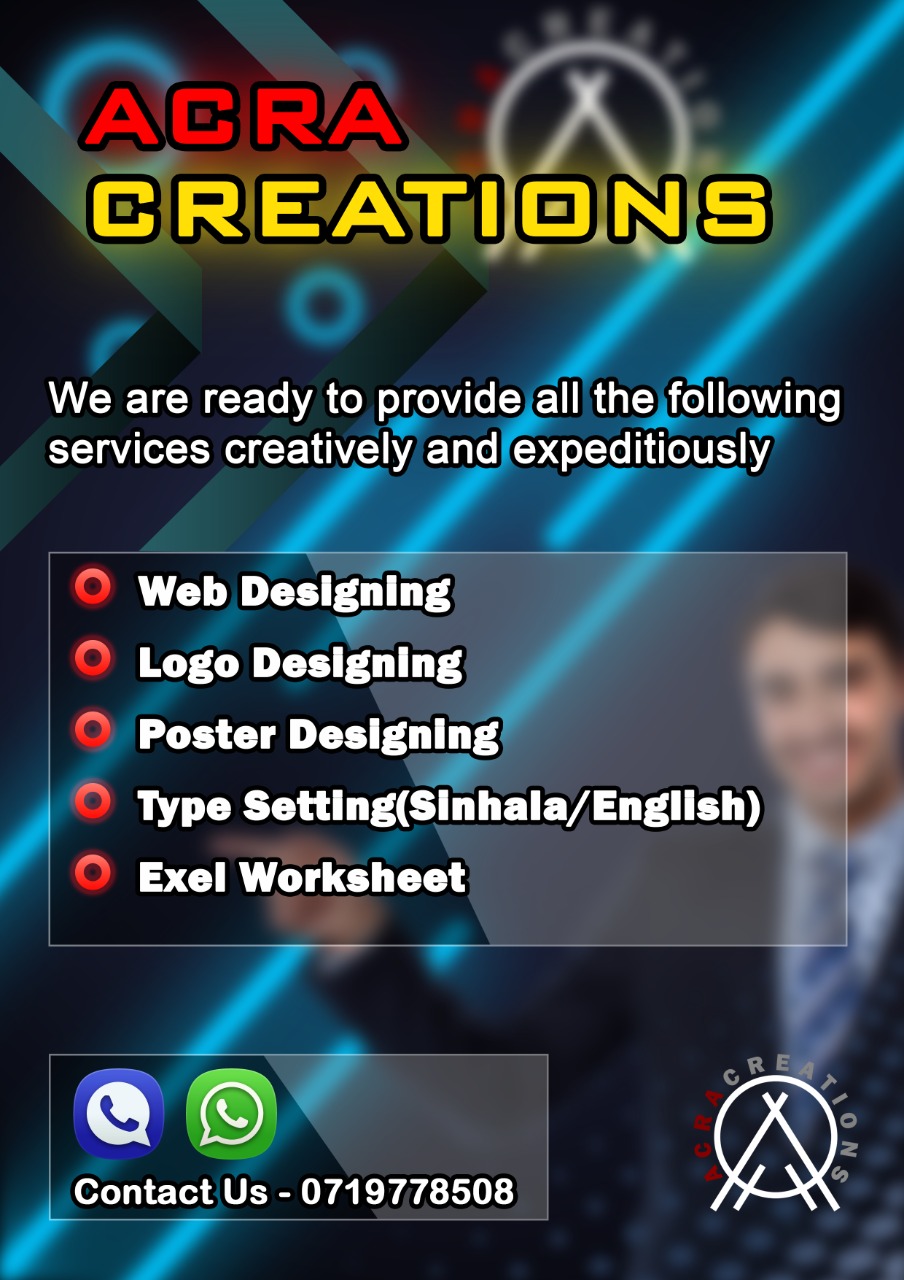 ACRA
CREATIONS
We are ready to provide all the following
services creatively and expeditiously
Web Designing
Logo Designing
Poster Designing
Type Setting(Sinhala/English)
Exel Worksheet
Contact Us - 0719778508
ACRA CREATIONS